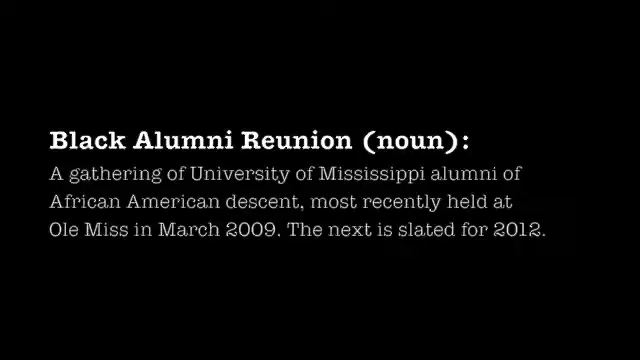 Black Alumni Reunion (noun):
A gathering of University of Mississippi alumni of
African American descent, most recently held at
Ole Miss in March 2009. The next is slated for 2012.